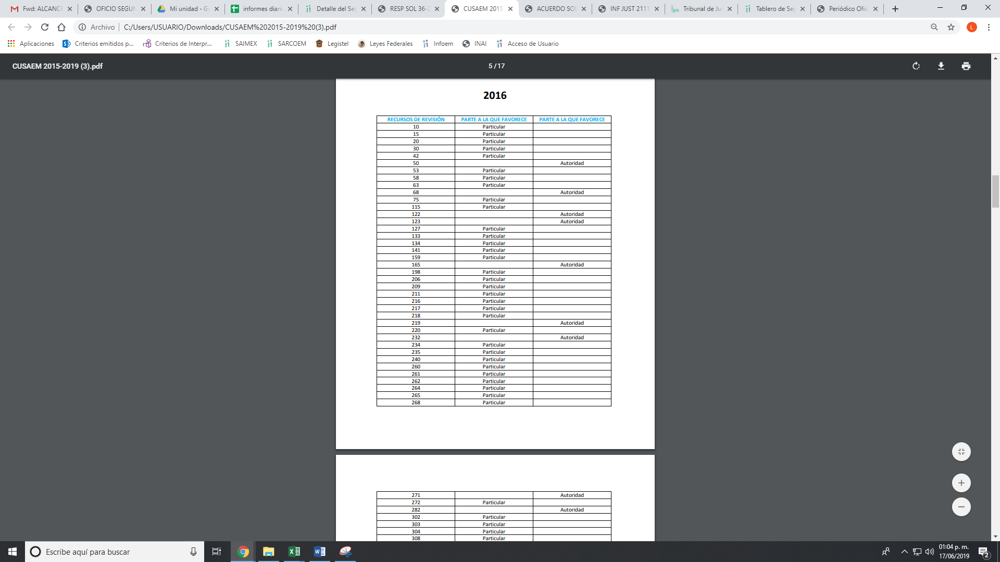 Fwd: ALCANCE
OFICIO SEGUN
Mi unidad - Go
informes diario
Detalle del Seg
RESP SOL 36-2
CUSAEM 2015
ACUERDO SOL
INF JUST 2111
Tribunal de Jus
Tablero de Seg
Periódico Ofic
Archivo C:/Users/USUARIO/Downloads/CUSAEM%202015-2019%20(3).pdf L
Aplicaciones Criterios emitidos p... Criterios de Interpr... SAIMEX SARCOEM Legistel Leyes Federales Infoem INAI Acceso de Usuario
CUSAEM 2015-2019 (3).pdf 5 / 17
2016
RECURSOS DE REVISIÓN PARTE A LA QUE FAVORECE PARTE A LA QUE FAVORECE
10 Particular
15 Particular
20 Particular
30 Particular
42 Particular
50 Autoridad
53 Particular
58 Particular
63 Particular
68 Autoridad
75 Particular
115 Particular
122 Autoridad
123 Autoridad
127 Particular
133 Particular
134 Particular
141 Particular
159 Particular
165 Autoridad
198 Particular
206 Particular
209 Particular
211 Particular
216 Particular
217 Particular
218 Particular
219 Autoridad
220 Particular
232 Autoridad
234 Particular
235 Particular
240 Particular
260 Particular
261 Particular
262 Particular
264 Particular
265 Particular
268 Particular
271 Autoridad
272 Particular
282 Autoridad
302 Particular
303 Particular
304 Particular
308 Particular
Escribe aquí para buscar
01:04 p. m.
17/06/2019
2